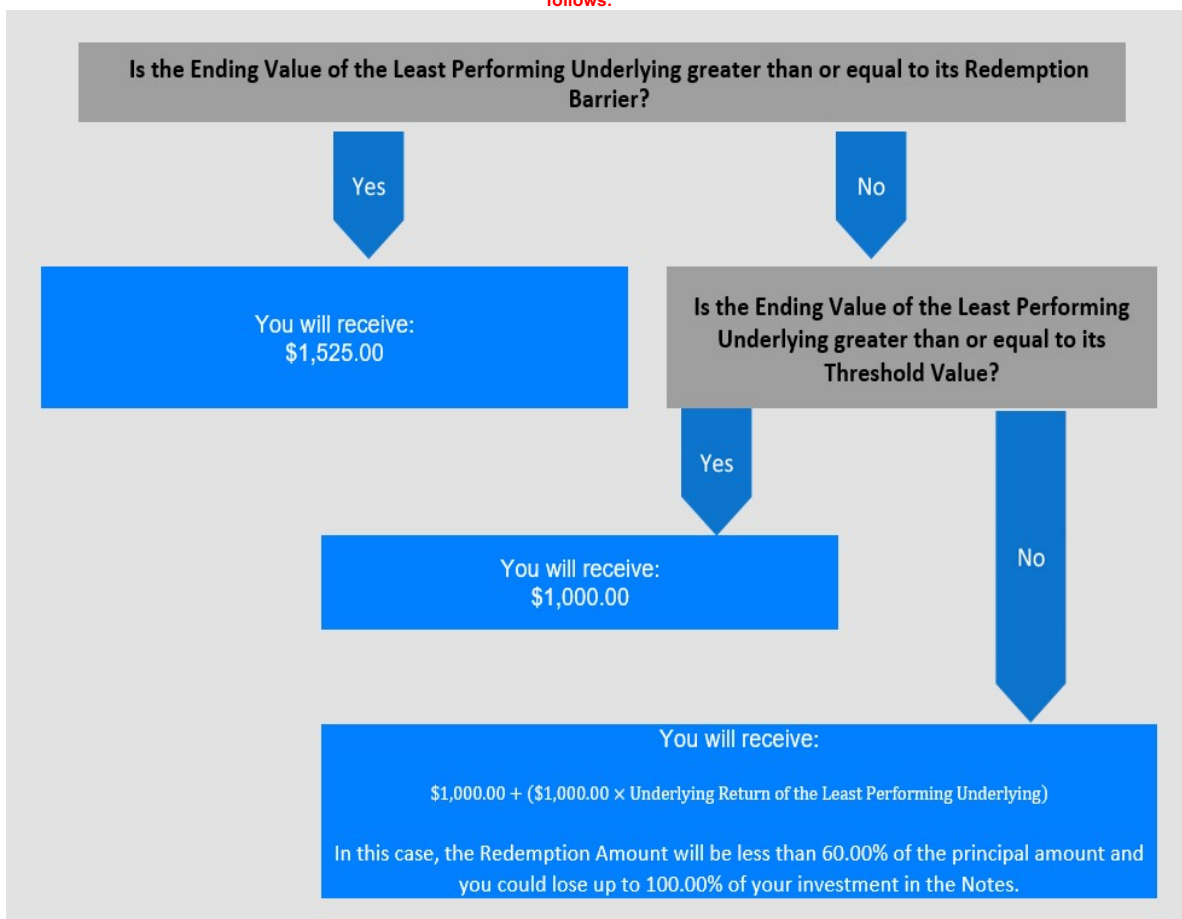 follows:
Is the Ending Value of the Least Performing Underlying greater than or equal to its Redemption
Barrier?
Yes
No
You will receive:
$1,525.00
Is the Ending Value of the Least Performing
Underlying greater than or equal to its
Threshold Value?
Yes
No
You will receive:
$1,000.00
You will receive:
$1,000.00 + ($1,000.00 × Underlying Return of the Least Performing Underlying)
In this case, the Redemption Amount will be less than 60.00% of the principal amount and
you could lose up to 100.00% of your investment in the Notes.